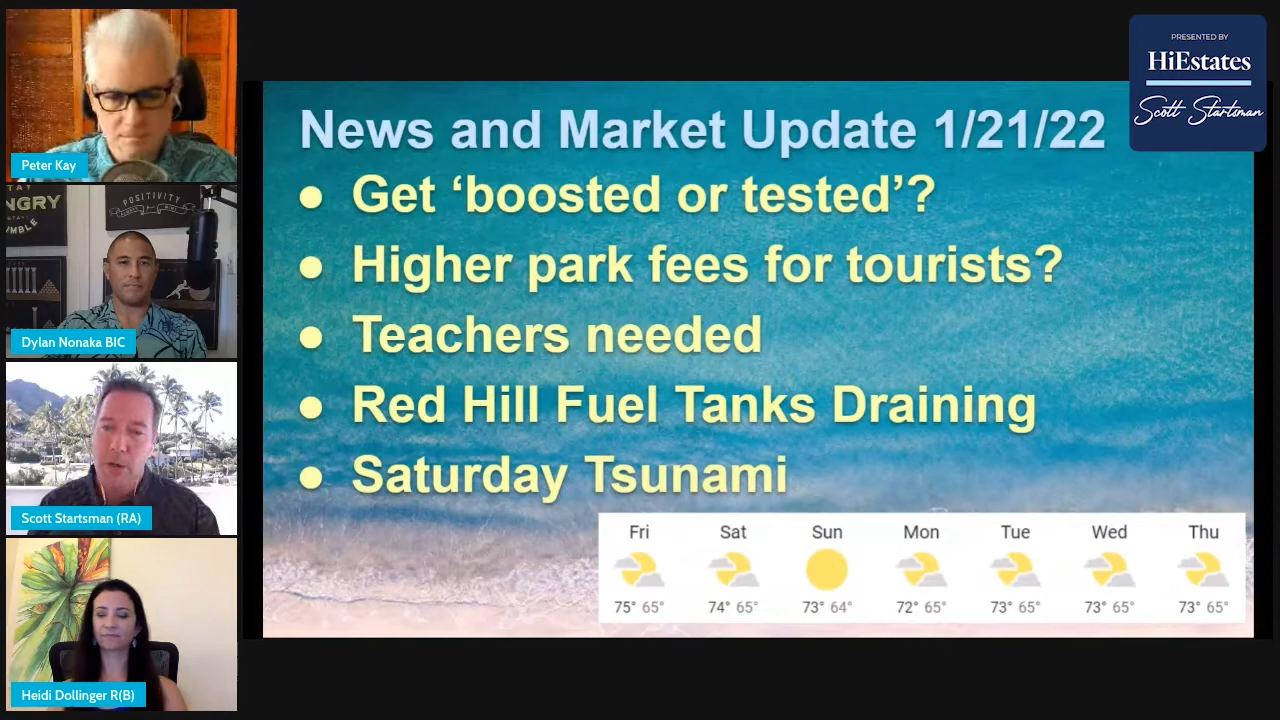 PRESENTED BY
HiEstates
Scott Startsman
News and Market Update 1/21/22
● Get ‘boosted or tested’?
● Higher park fees for tourists?
● Teachers needed
● Red Hill Fuel Tanks Draining
● Saturday Tsunami
Fri Sat Sun Mon Tue Wed Thu
75° 65° 74° 65° 73° 64° 72° 65° 73° 65° 73° 65° 73° 65°
Peter Kay
POSITIVITY
Dylan Nonaka BIC
Scott Startsman (RA)
Heidi Dollinger R(B)